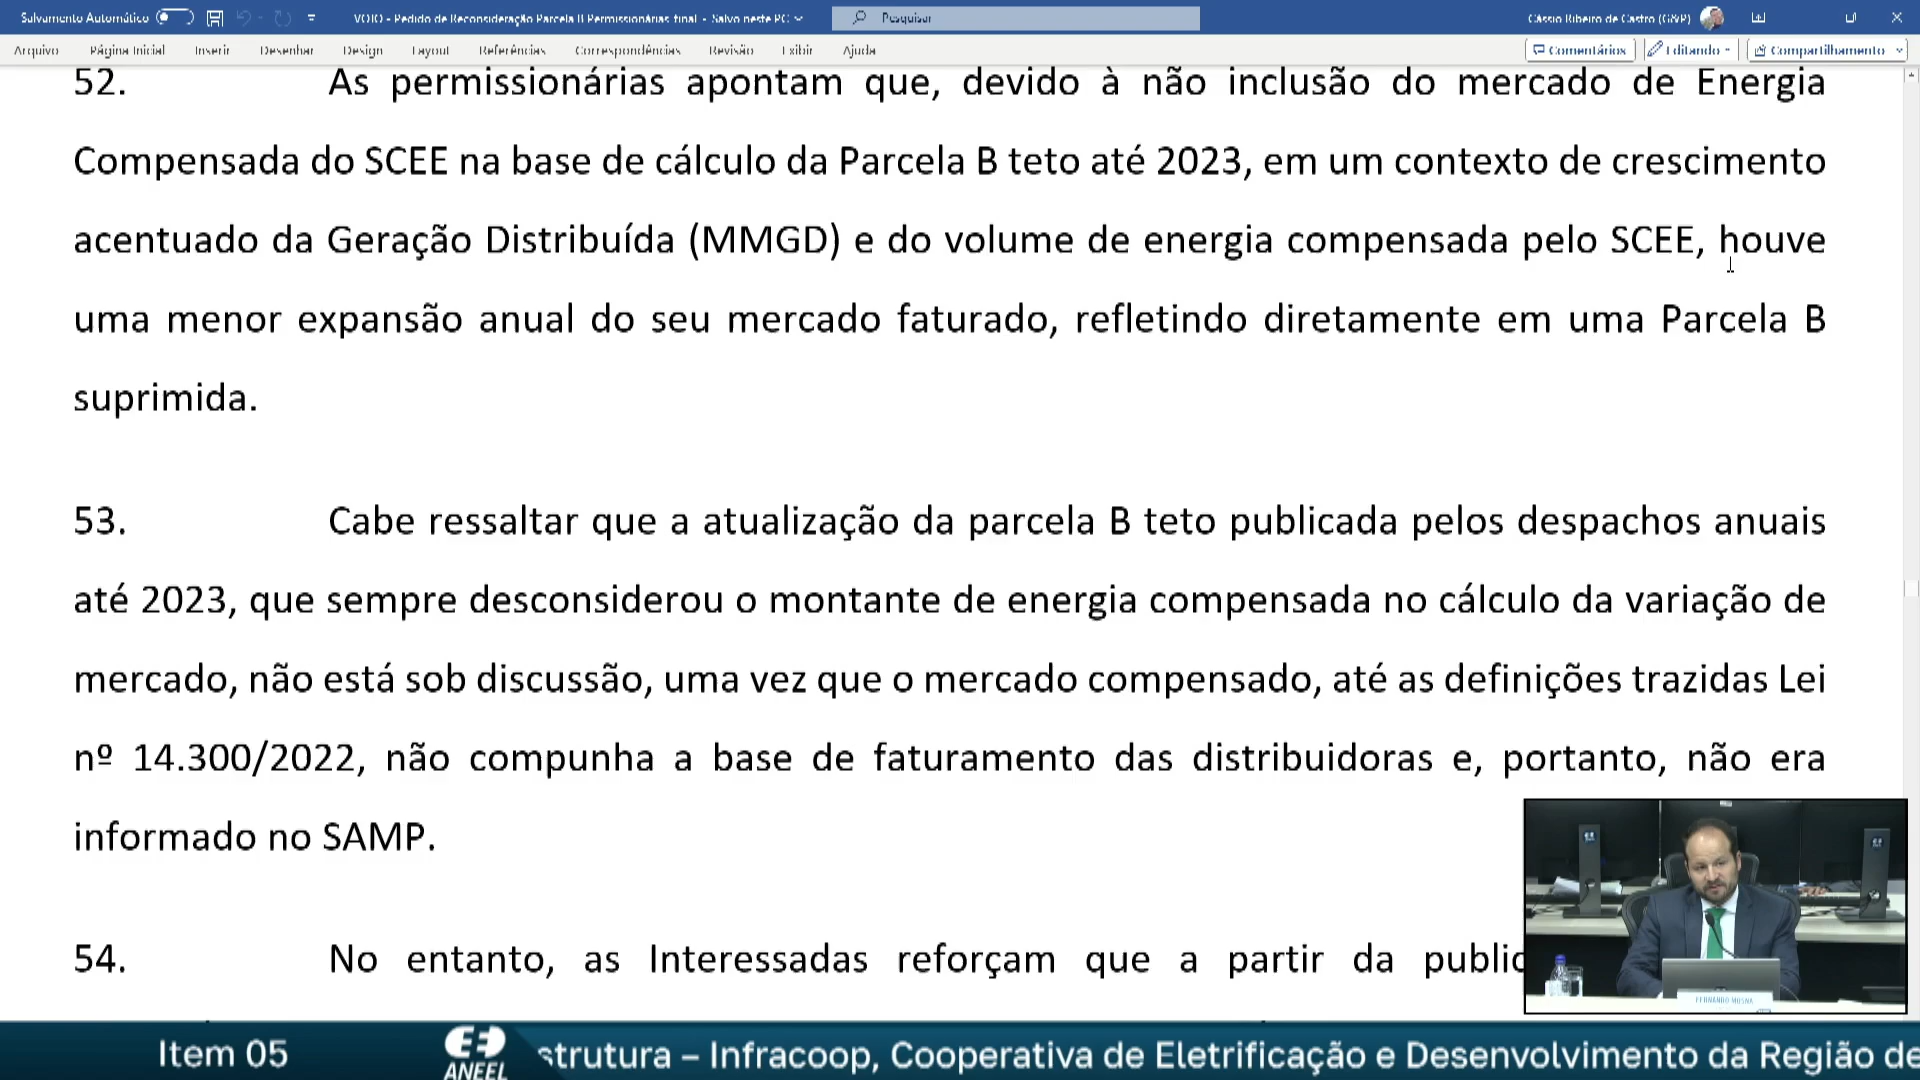 Salvamento Automático
VOTO - Pedido de Reconsideração Parcela B Permissionárias_final - Salvo neste PC
Pesquisar
Cássio Ribeiro de Castro (G&P)
Arquivo Página Inicial Inserir Desenhar Design Layout Referências Correspondências Revisão Exibir Ajuda
Comentários Editando Compartilhamento
52. As permissionárias apontam que, devido à não inclusão do mercado de Energia
Compensada do SCEE na base de cálculo da Parcela B teto até 2023, em um contexto de crescimento
acentuado da Geração Distribuída (MMGD) e do volume de energia compensada pelo SCEE, houve
uma menor expansão anual do seu mercado faturado, refletindo diretamente em uma Parcela B
suprimida.
53. Cabe ressaltar que a atualização da parcela B teto publicada pelos despachos anuais
até 2023, que sempre desconsiderou o montante de energia compensada no cálculo da variação de
mercado, não está sob discussão, uma vez que o mercado compensado, até as definições trazidas Lei
nº 14.300/2022, não compunha a base de faturamento das distribuidoras e, portanto, não era
informado no SAMP.
54. No entanto, as Interessadas reforçam que a partir da public
FERNANDO MOSNA
Item 05
ANEEL
strutura – Infracoop, Cooperativa de Eletrificação e Desenvolvimento da Região de